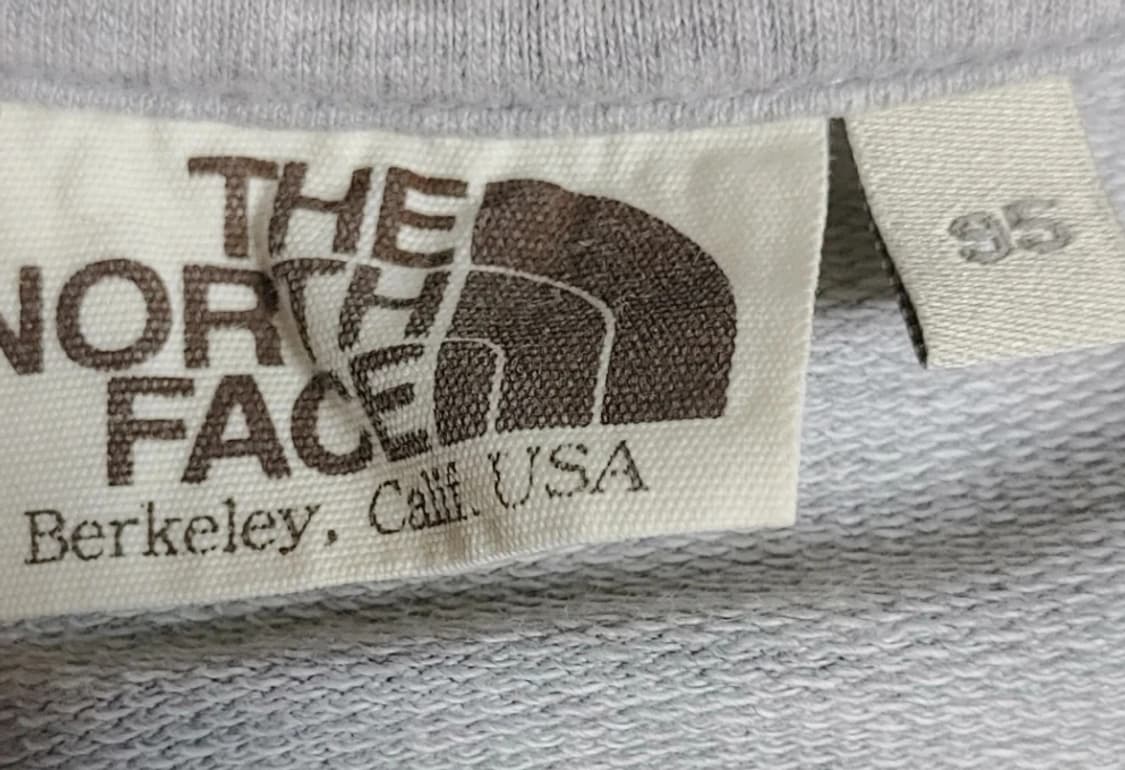 THE
NORTH
FACE
Berkeley, Calif. USA
95